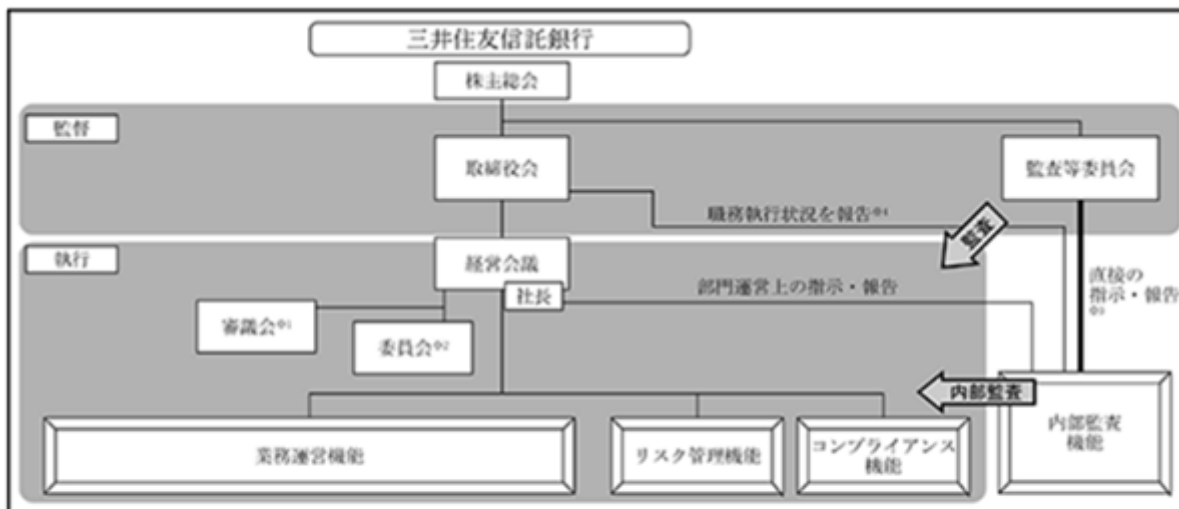 三井住友信託銀行
株主総会
監督
取締役会
監査等委員会
職務執行状況を報告※4
監査
執行
経営会議
社長
部門運営上の指示・報告
直接の
指示・報告
※3
審議会※1
委員会※2
内部監査
業務運営機能
リスク管理機能
コンプライアンス
機能
内部監査
機能